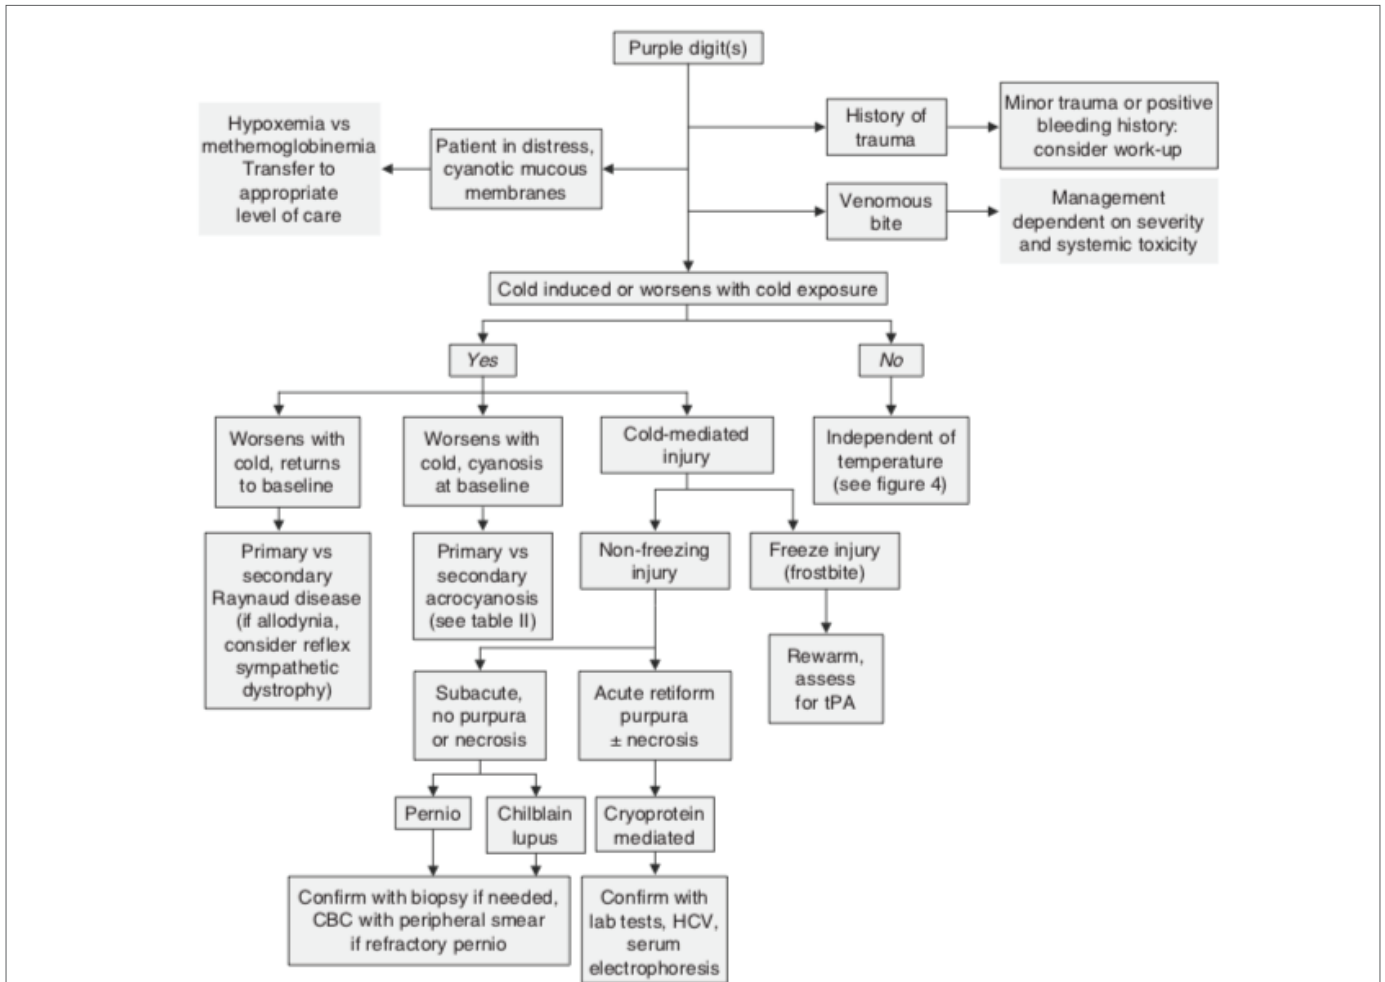 Purple digit(s)
History of
trauma
Minor trauma or positive
bleeding history:
consider work-up
Hypoxemia vs
methemoglobinemia
Transfer to
appropriate
level of care
Patient in distress,
cyanotic mucous
membranes
Venomous
bite
Management
dependent on severity
and systemic toxicity
Cold induced or worsens with cold exposure
Yes
No
Worsens with
cold, returns
to baseline
Worsens with
cold, cyanosis
at baseline
Cold-mediated
injury
Independent of
temperature
(see figure 4)
Primary vs
secondary
Raynaud disease
(if allodynia,
consider reflex
sympathetic
dystrophy)
Primary vs
secondary
acrocyanosis
(see table II)
Non-freezing
injury
Freeze injury
(frostbite)
Rewarm,
assess
for tPA
Subacute,
no purpura
or necrosis
Acute retiform
purpura
± necrosis
Pernio
Chilblain
lupus
Cryoprotein
mediated
Confirm with biopsy if needed,
CBC with peripheral smear
if refractory pernio
Confirm with
lab tests, HCV,
serum
electrophoresis